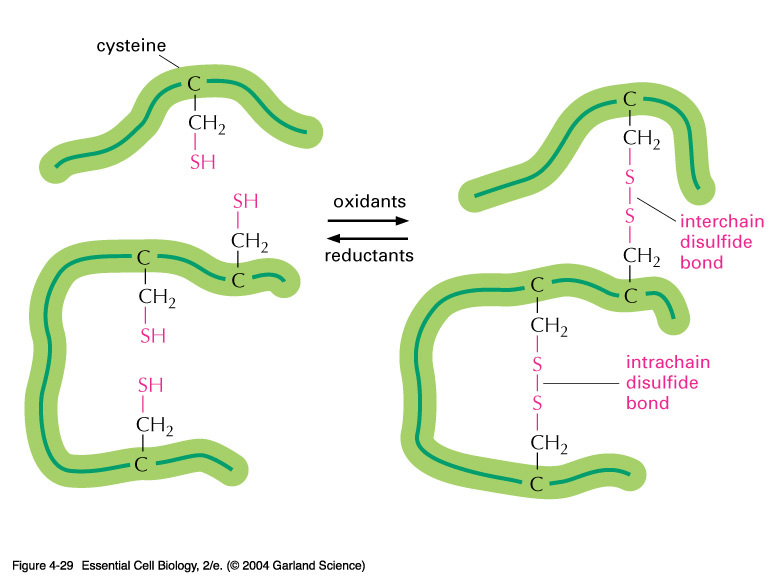 cysteine
C
CH2
SH
SH
CH2
C
C
CH2
SH
SH
CH2
C
oxidants
reductants
C
CH2
S
S
CH2
C
interchain
disulfide
bond
C
CH2
S
S
CH2
C
intrachain
disulfide
bond
Figure 4-29 Essential Cell Biology, 2/e. (© 2004 Garland Science)